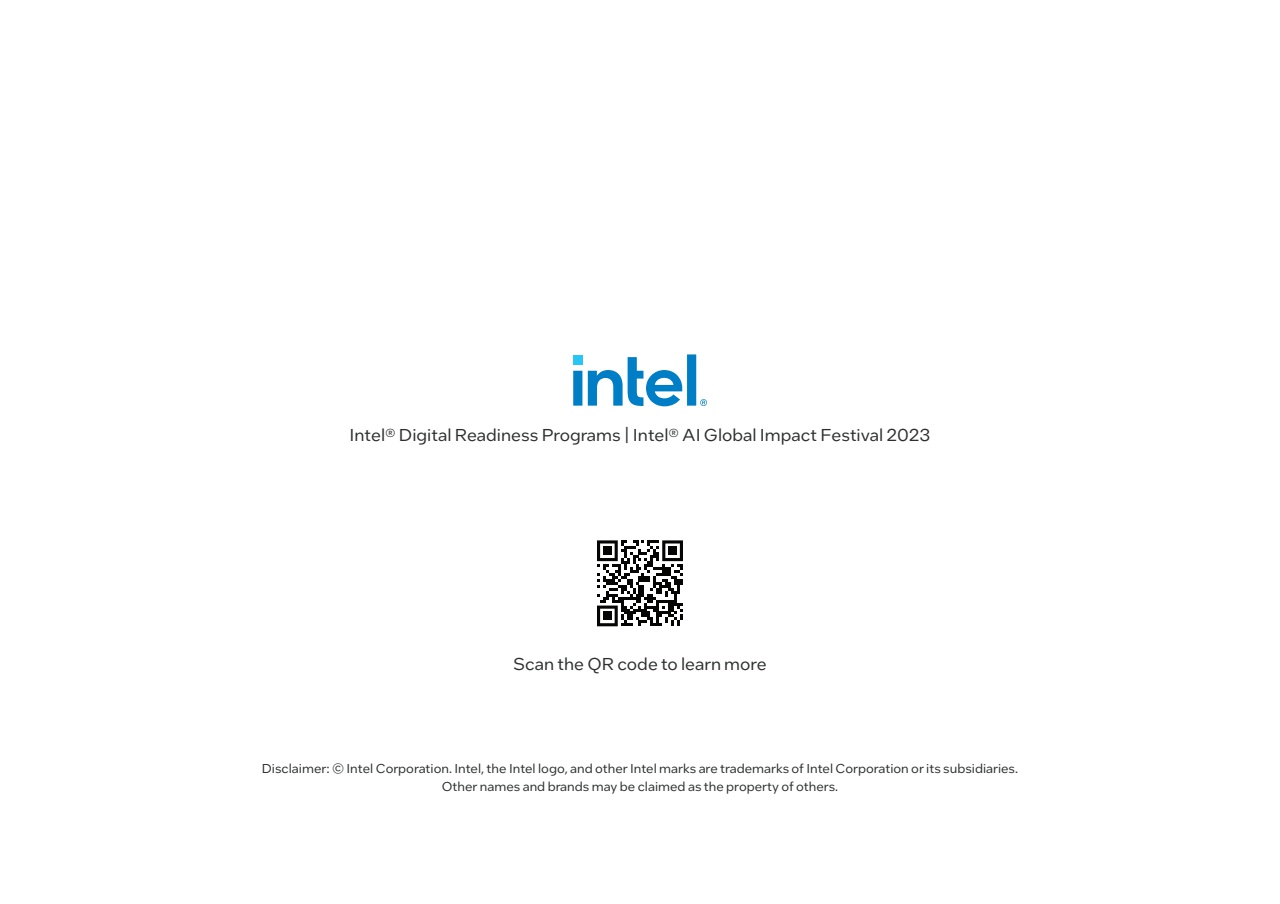 intel®
Intel® Digital Readiness Programs | Intel® AI Global Impact Festival 2023
Scan the QR code to learn more
Disclaimer: © Intel Corporation. Intel, the Intel logo, and other Intel marks are trademarks of Intel Corporation or its subsidiaries.
Other names and brands may be claimed as the property of others.